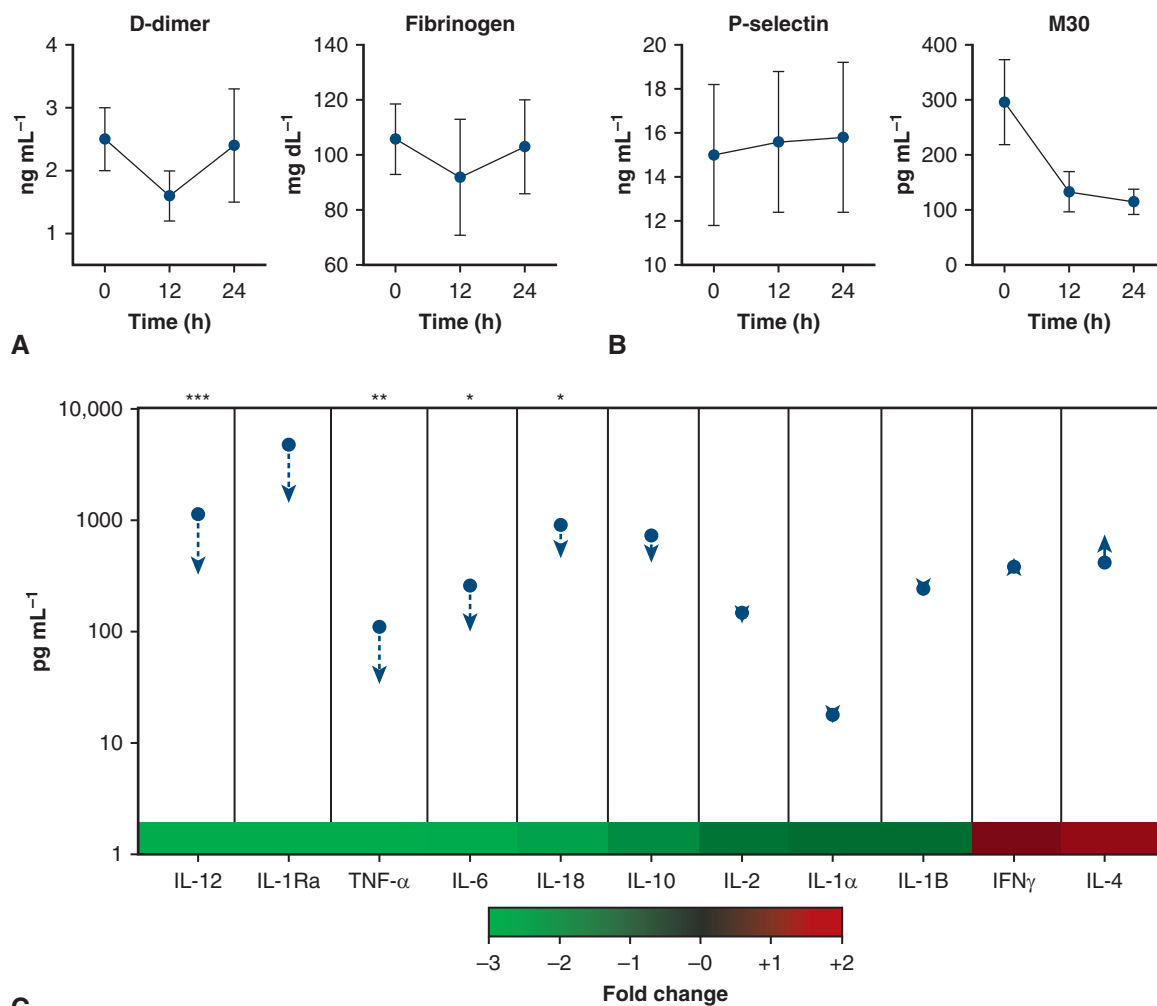 D-dimer
Fibrinogen
P-selectin
M30
4
3
2
1
ng mL−1
0 12 24
Time (h)
140
120
100
80
60
mg dL−1
0 12 24
Time (h)
20
18
16
14
12
10
ng mL−1
0 12 24
Time (h)
400
300
200
100
0
pg mL−1
0 12 24
Time (h)
A
B
*** ** * *
10,000
1000
100
10
1
pg mL−1
IL-12 IL-1Ra TNF-α IL-6 IL-18 IL-10 IL-2 IL-1α IL-1B IFNγ IL-4
−3 −2 −1 −0 +1 +2
Fold change
C